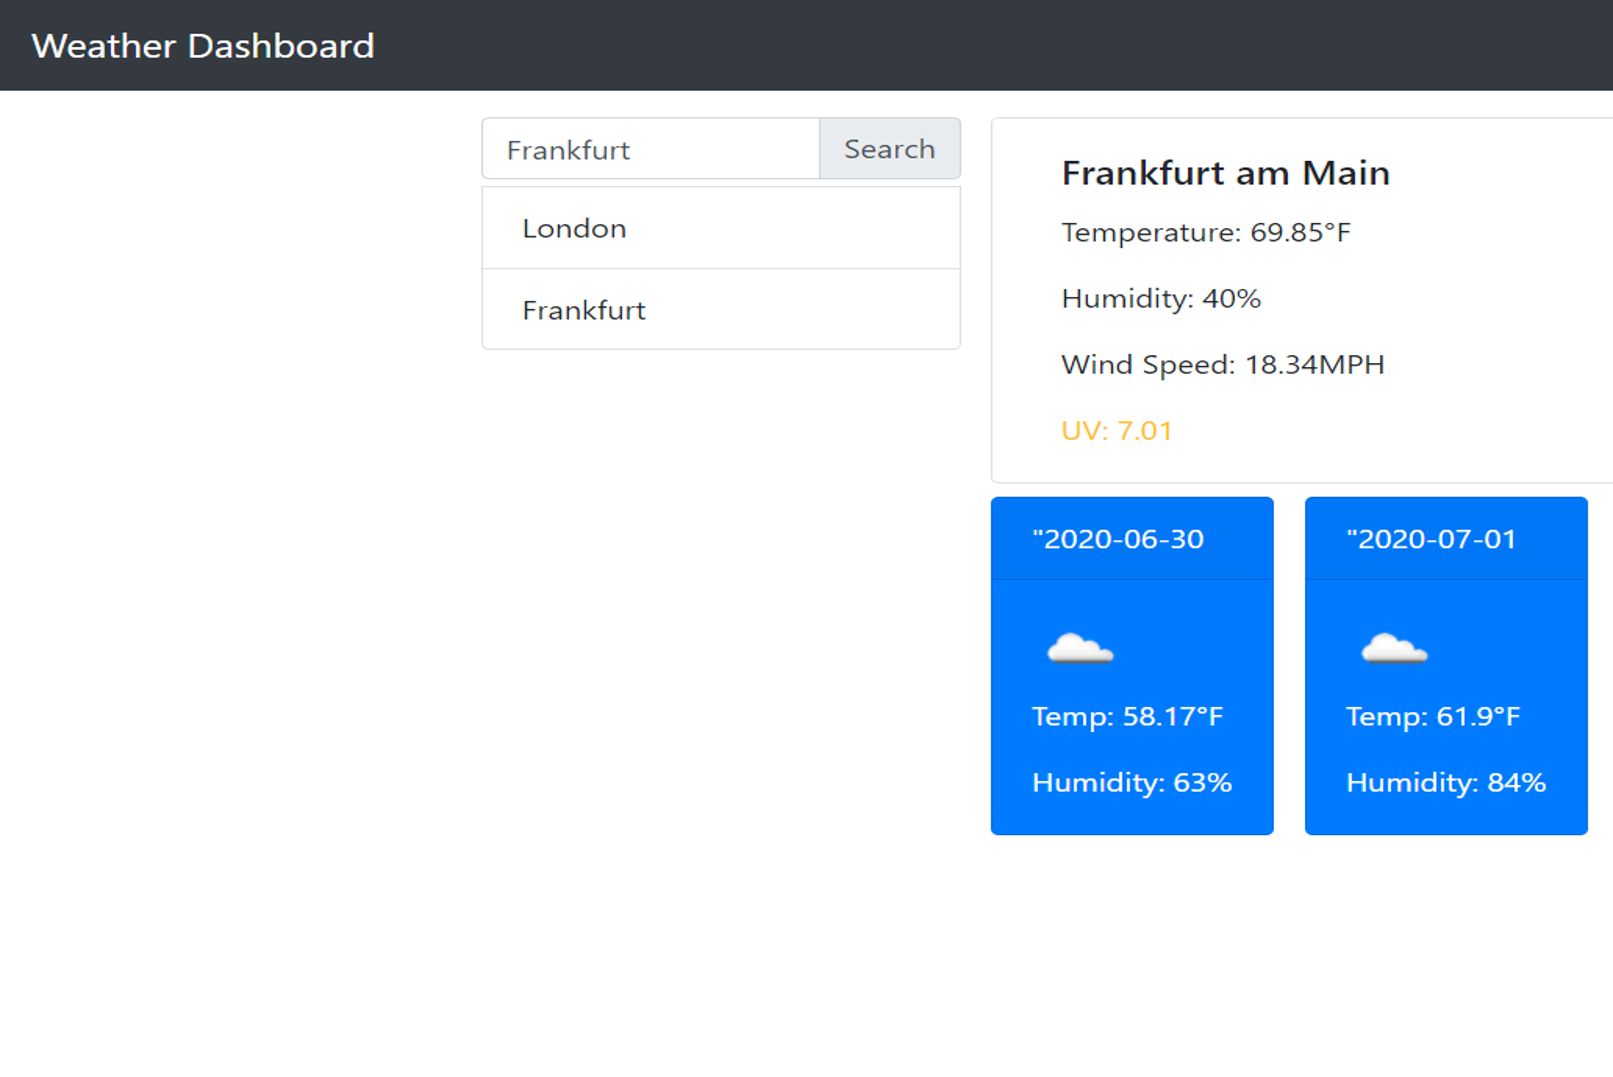 Weather Dashboard
Frankfurt
Search
London
Frankfurt
Frankfurt am Main
Temperature: 69.85°F
Humidity: 40%
Wind Speed: 18.34MPH
UV: 7.01
"2020-06-30
Temp: 58.17°F
Humidity: 63%
"2020-07-01
Temp: 61.9°F
Humidity: 84%